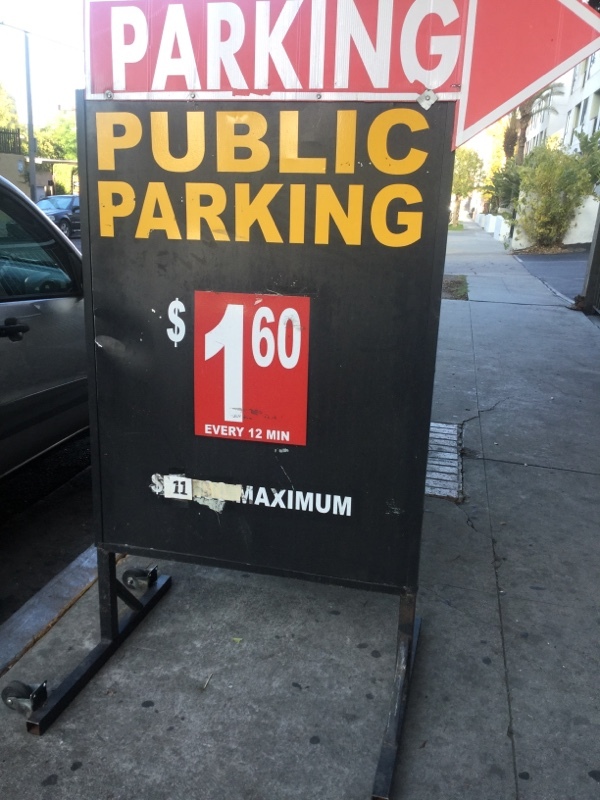 PARKING
PUBLIC
PARKING
$ 1 60
EVERY 12 MIN
$ 11 MAXIMUM